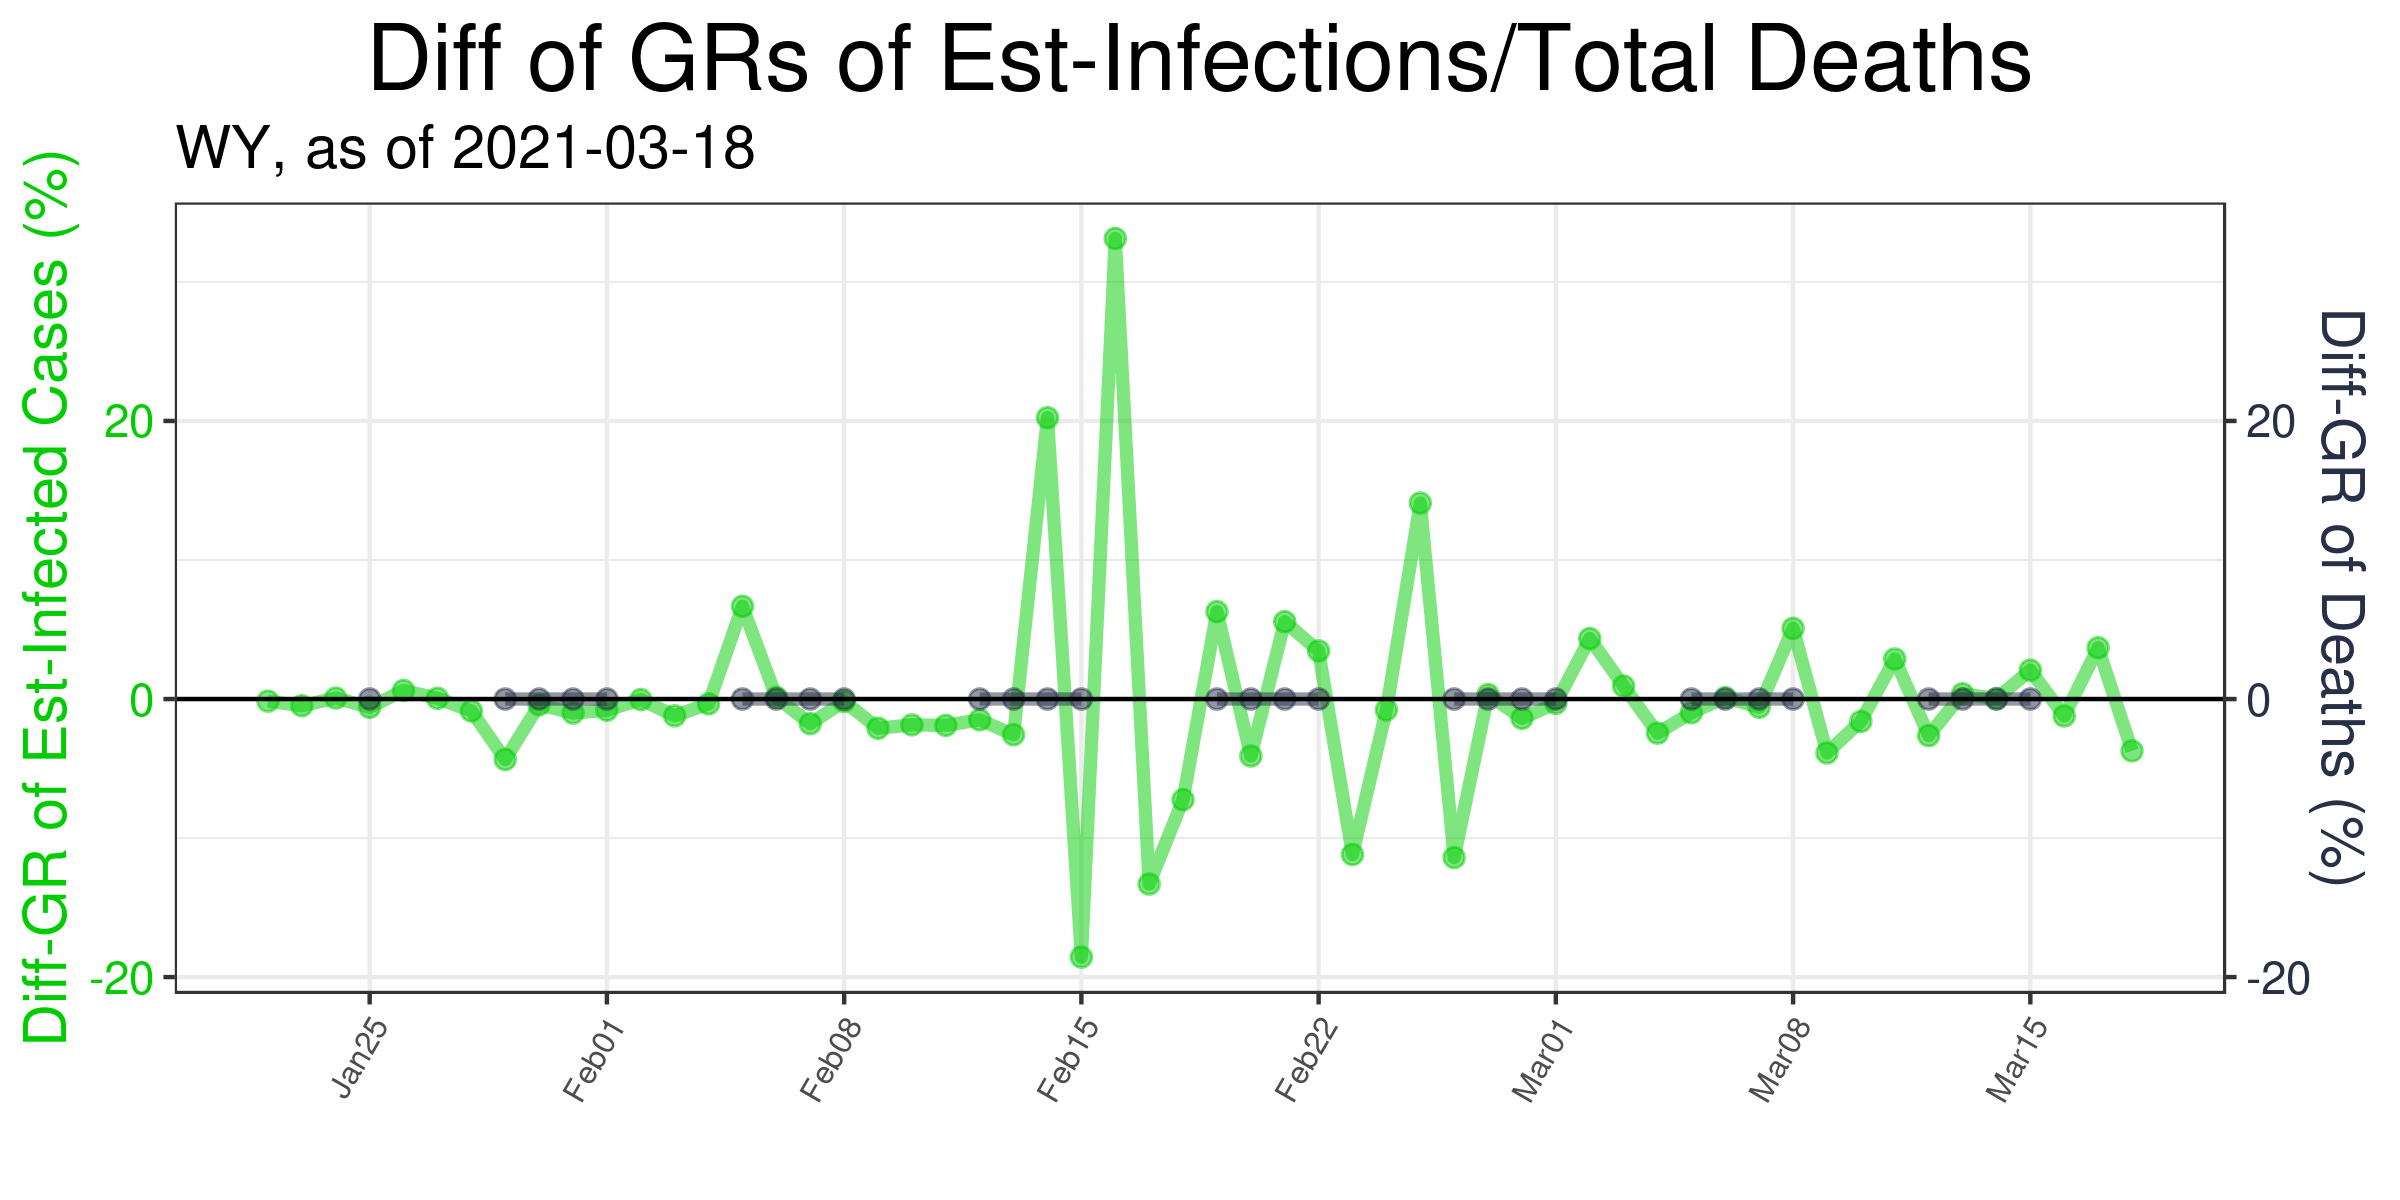 Diff of GRs of Est-Infections/Total Deaths
WY, as of 2021-03-18
Diff-GR of Est-Infected Cases (%)
20
0
-20
20
0
-20
Diff-GR of Deaths (%)
Jan25
Feb01
Feb08
Feb15
Feb22
Mar01
Mar08
Mar15